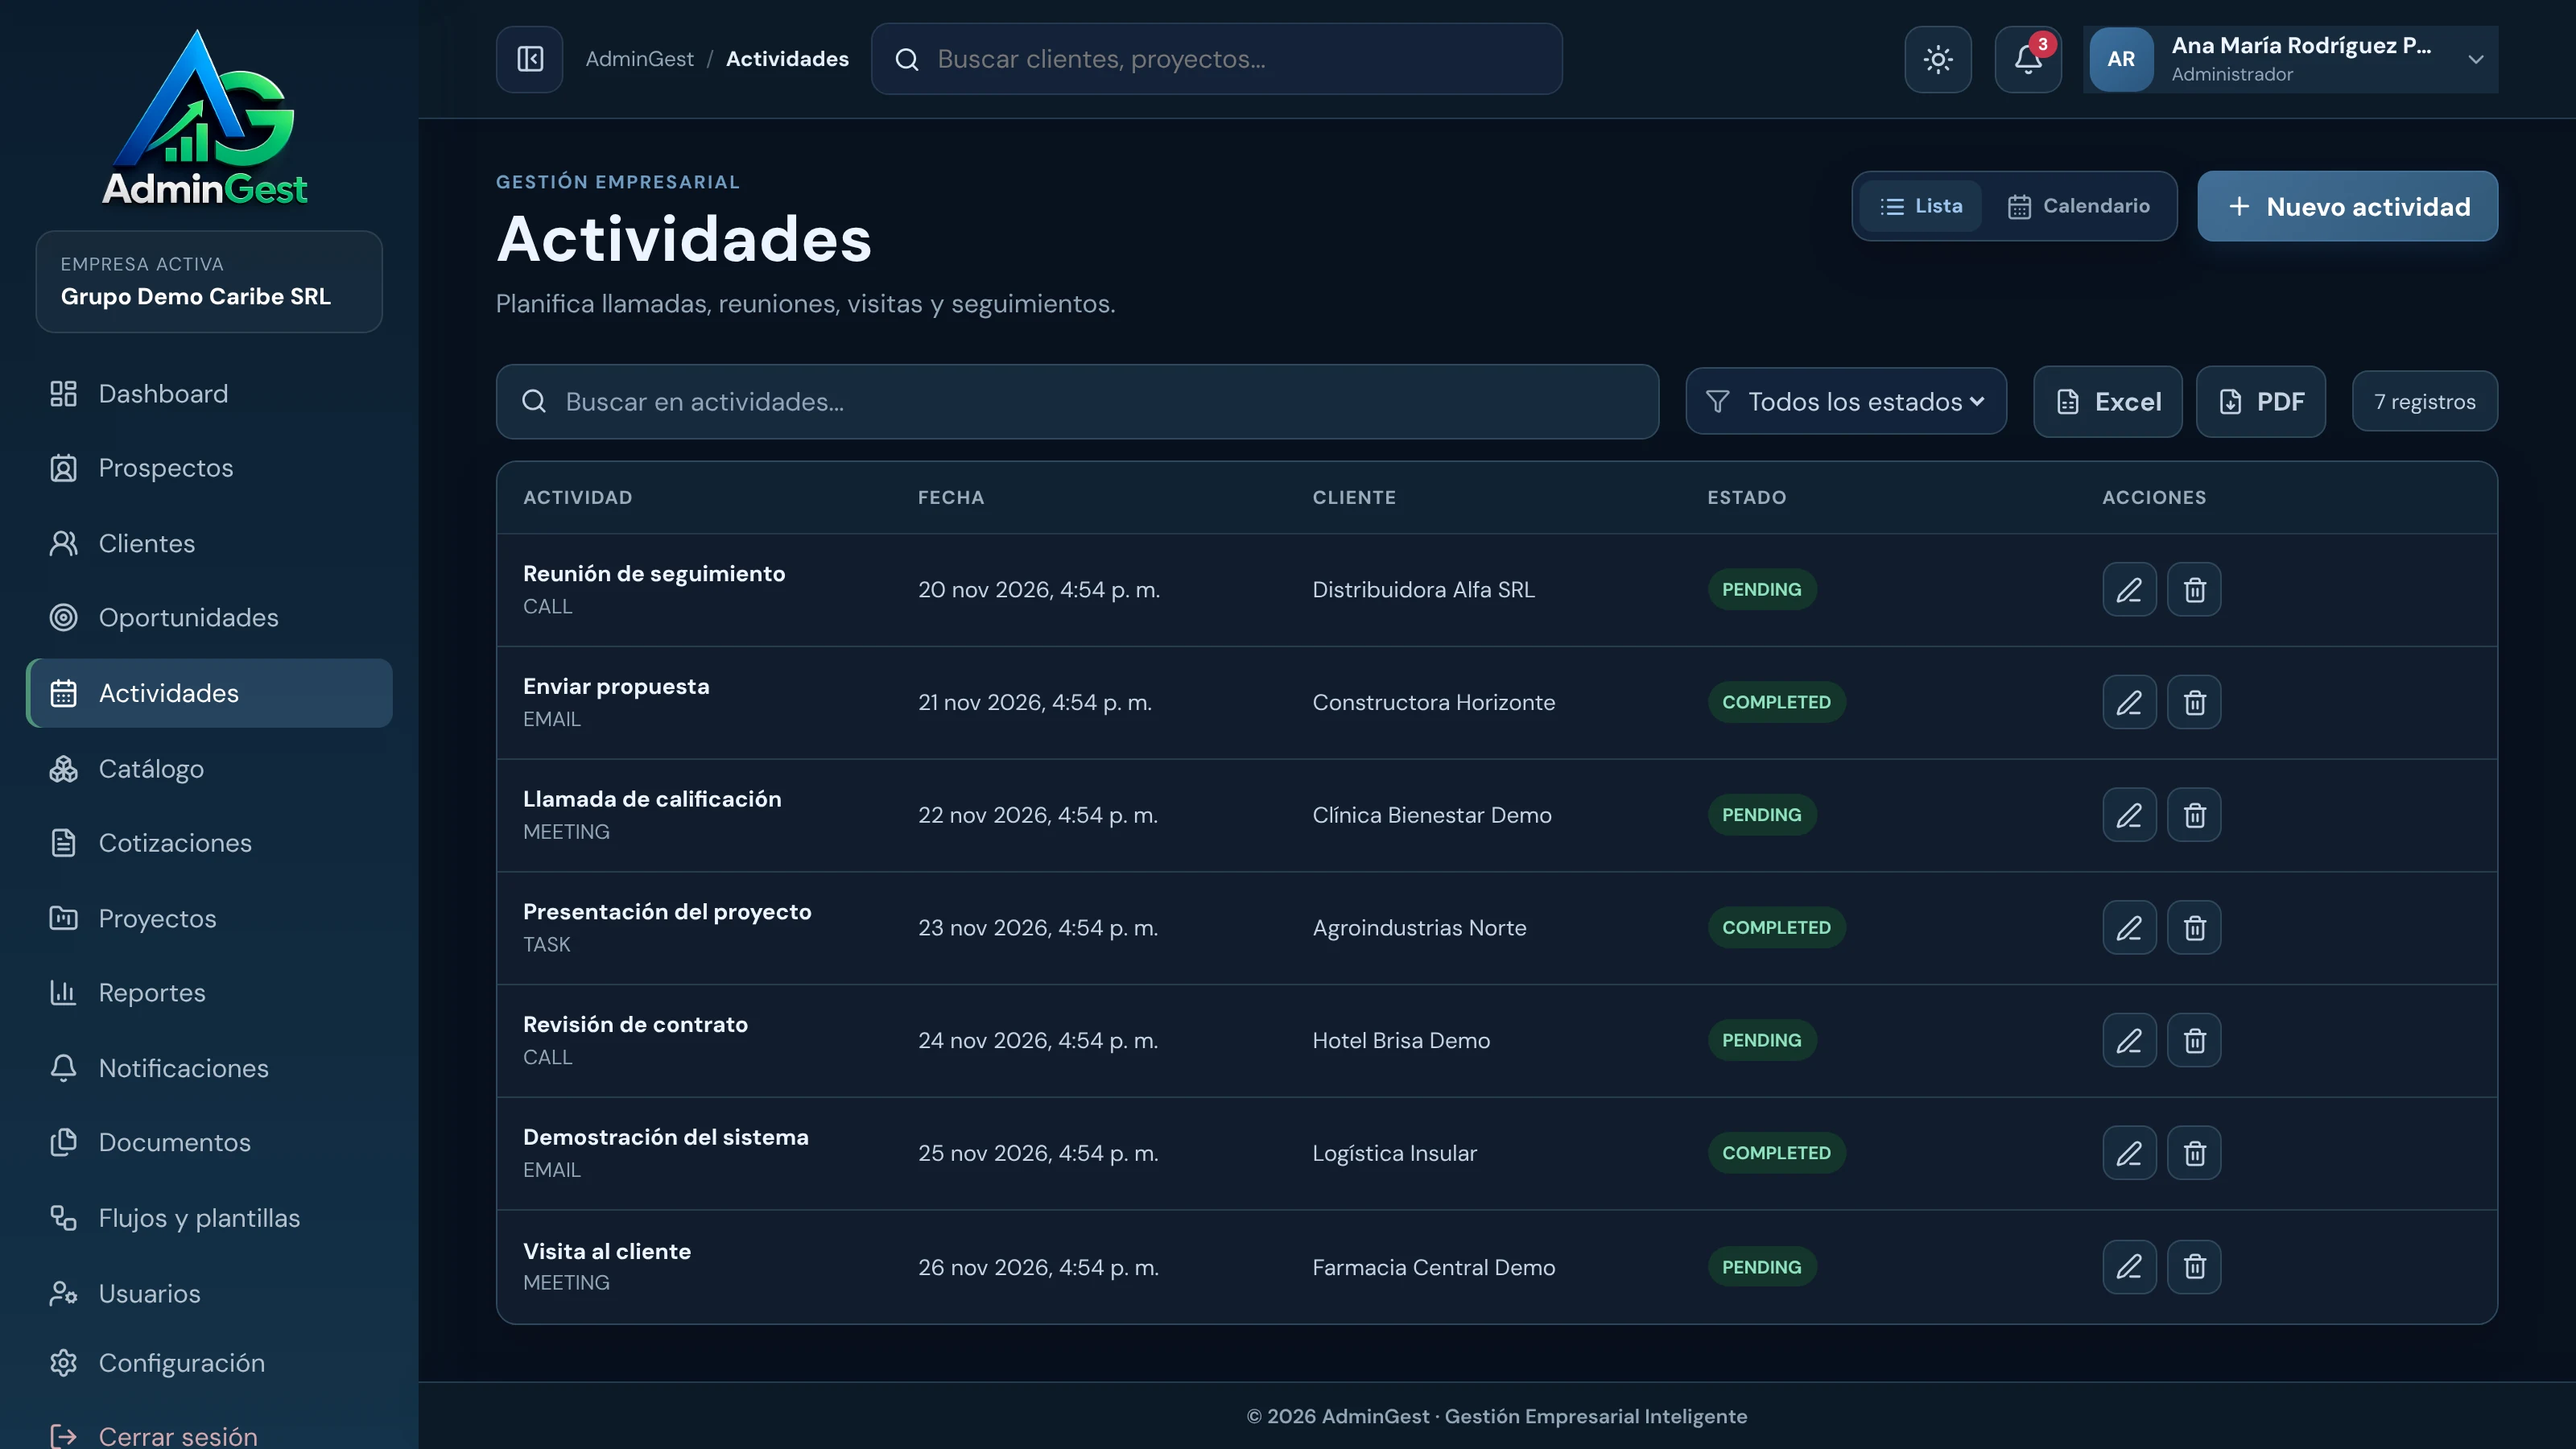 AdminGest
EMPRESA ACTIVA
Grupo Demo Caribe SRL
Dashboard
Prospectos
Clientes
Oportunidades
Actividades
Catálogo
Cotizaciones
Proyectos
Reportes
Notificaciones
Documentos
Flujos y plantillas
Usuarios
Configuración
Cerrar sesión
AdminGest / Actividades
Buscar clientes, proyectos...
3
AR
Ana María Rodríguez P...
Administrador
GESTIÓN EMPRESARIAL
Actividades
Planifica llamadas, reuniones, visitas y seguimientos.
Lista
Calendario
+ Nuevo actividad
Buscar en actividades...
Todos los estados
Excel
PDF
7 registros
ACTIVIDAD FECHA CLIENTE ESTADO ACCIONES
Reunión de seguimiento
CALL
20 nov 2026, 4:54 p. m.
Distribuidora Alfa SRL
PENDING
Enviar propuesta
EMAIL
21 nov 2026, 4:54 p. m.
Constructora Horizonte
COMPLETED
Llamada de calificación
MEETING
22 nov 2026, 4:54 p. m.
Clínica Bienestar Demo
PENDING
Presentación del proyecto
TASK
23 nov 2026, 4:54 p. m.
Agroindustrias Norte
COMPLETED
Revisión de contrato
CALL
24 nov 2026, 4:54 p. m.
Hotel Brisa Demo
PENDING
Demostración del sistema
EMAIL
25 nov 2026, 4:54 p. m.
Logística Insular
COMPLETED
Visita al cliente
MEETING
26 nov 2026, 4:54 p. m.
Farmacia Central Demo
PENDING
© 2026 AdminGest · Gestión Empresarial Inteligente